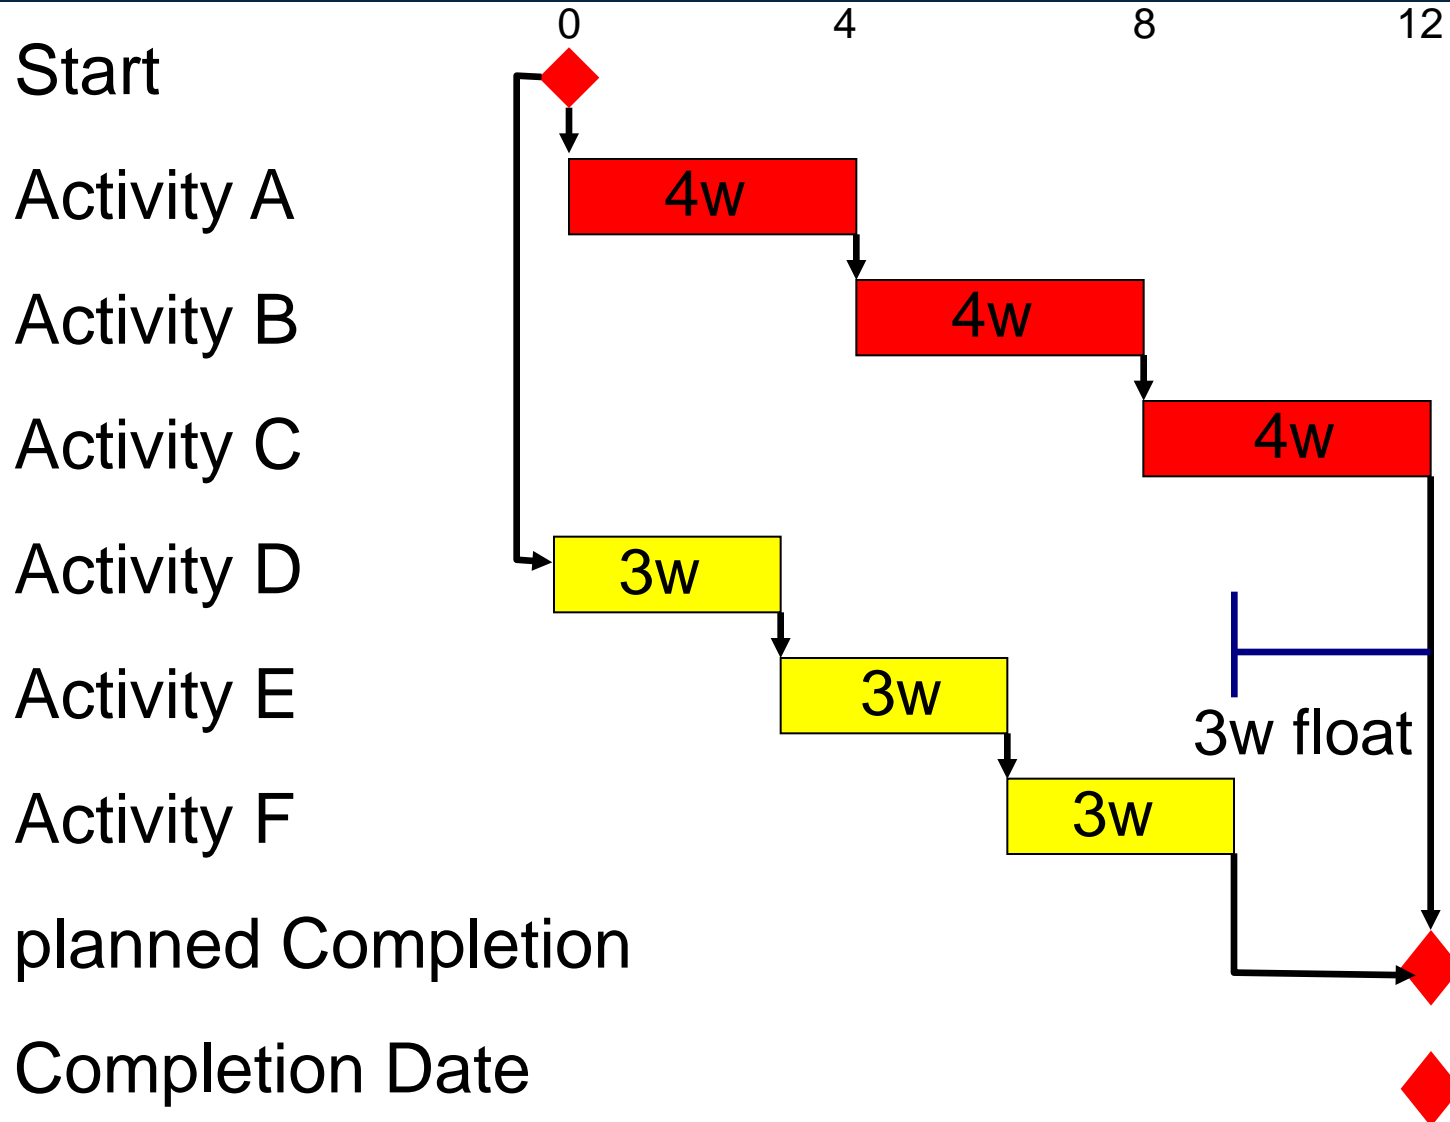 0 4 8 12
Start
Activity A 4w
Activity B 4w
Activity C 4w
Activity D 3w
Activity E 3w
3w float
Activity F 3w
planned Completion
Completion Date